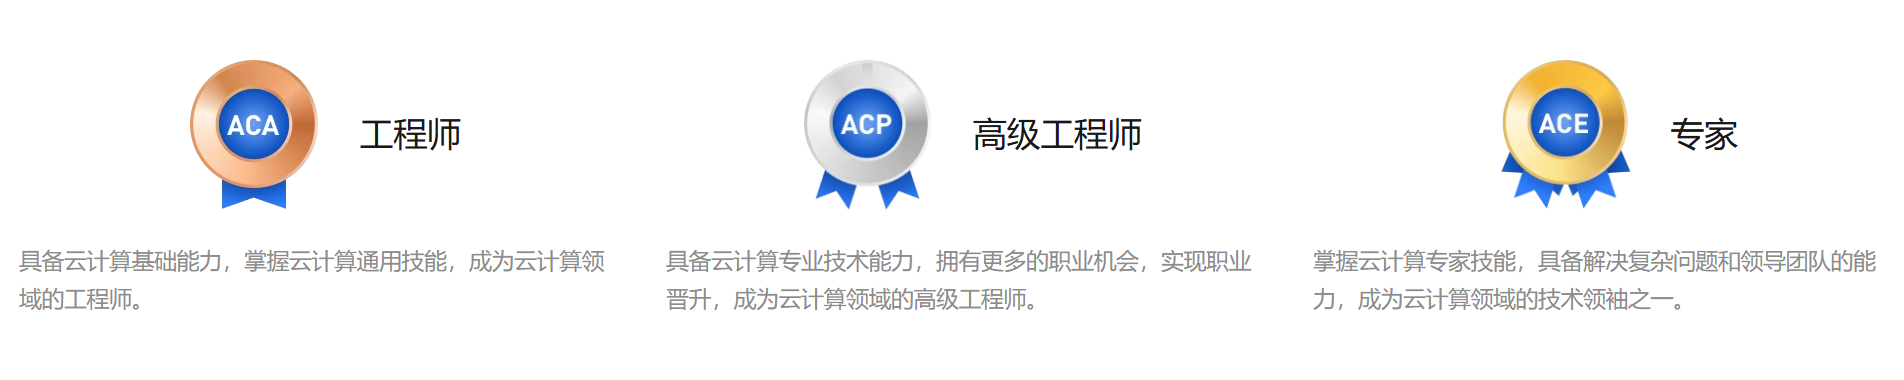 ACA
工程师
具备云计算基础能力，掌握云计算通用技能，成为云计算领
域的工程师。
ACP
高级工程师
具备云计算专业技术能力，拥有更多的职业机会，实现职业
晋升，成为云计算领域的高级工程师。
ACE
专家
掌握云计算专家技能，具备解决复杂问题和领导团队的能
力，成为云计算领域的技术领袖之一。